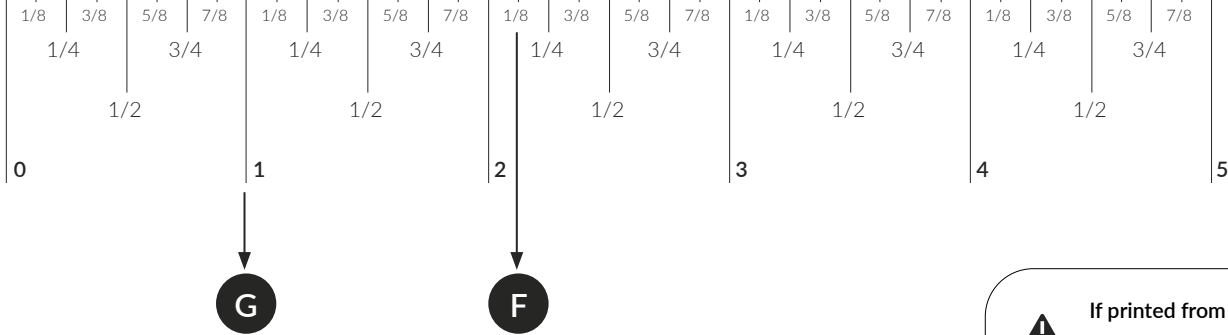 1/8 3/8 5/8 7/8 1/8 3/8 5/8 7/8 1/8 3/8 5/8 7/8 1/8 3/8 5/8 7/8 1/8 3/8 5/8 7/8
1/4 3/4 1/4 3/4 1/4 3/4 1/4 3/4 1/4 3/4
1/2 1/2 1/2 1/2 1/2
0 1 2 3 4 5
G F
If printed from